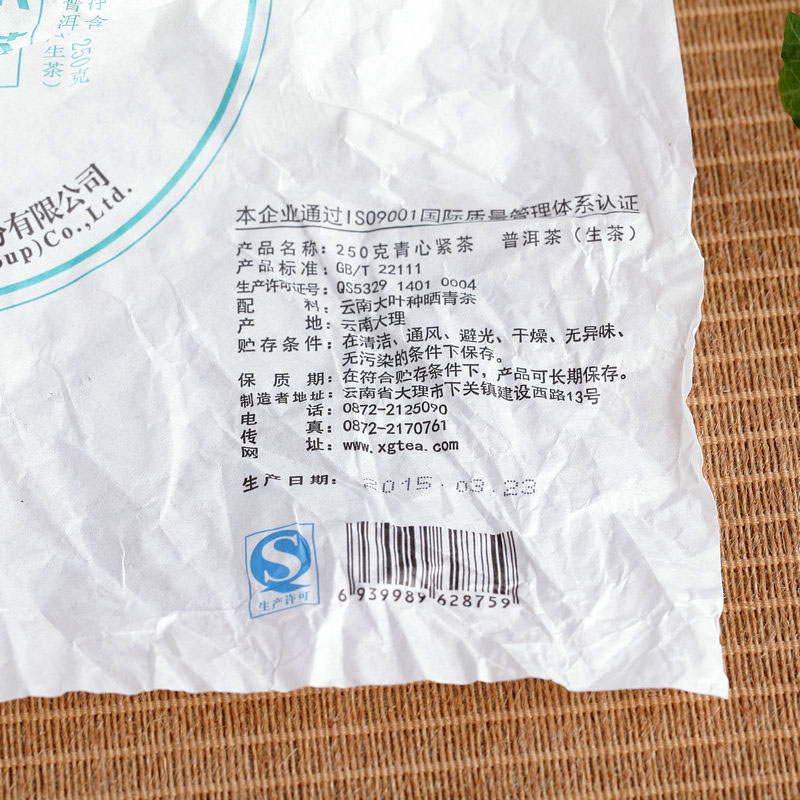 净含 250克
普洱茶(生茶)
份有限公司
oup)Co.,Ltd.
本企业通过ISO9001国际质量管理体系认证
产品名称：250克青心紧茶 普洱茶（生茶）
产品标准：GB/T 22111
生产许可证号：QS5329 1401 0004
配料：云南大叶种晒青茶
产地：云南大理
贮存条件：在清洁、通风、避光、干燥、无异味、
无污染的条件下保存。
保质期：在符合贮存条件下，产品可长期保存。
制造者地址：云南省大理市下关镇建设西路13号
电话：0872-2125090
传真：0872-2170761
网址：www.xgtea.com
生产日期：2015.03.23
生产许可
6 939989 628759